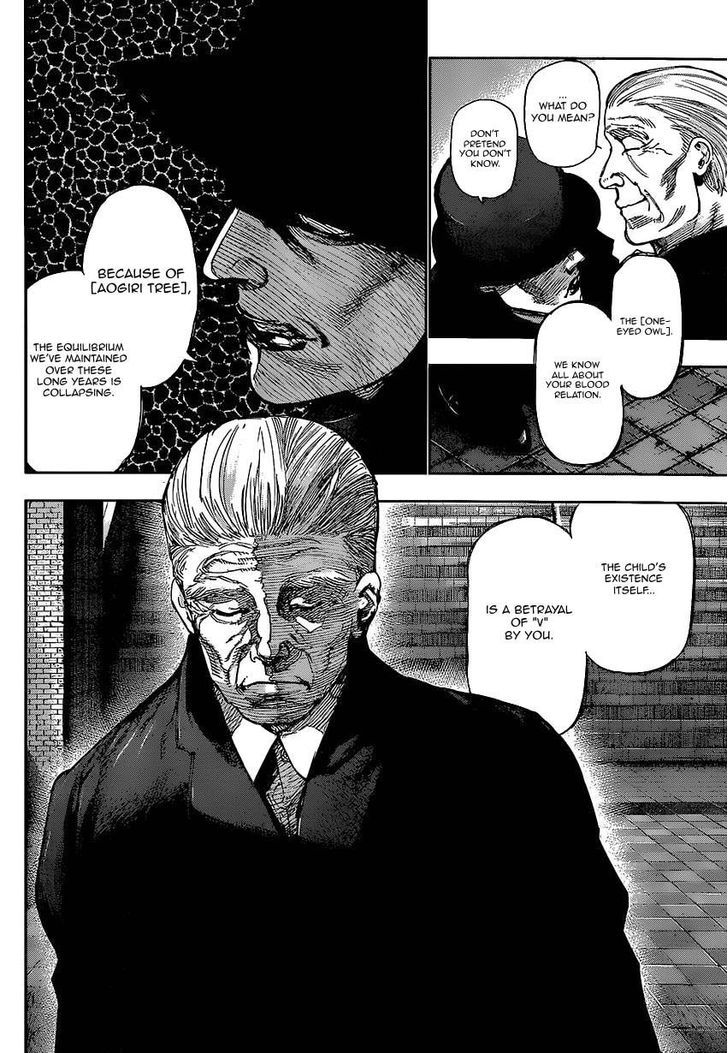 ...
WHAT DO
YOU MEAN?
DON'T
PRETEND
YOU DON'T
KNOW.
THE [ONE-
EYED OWL].
WE KNOW
ALL ABOUT
YOUR BLOOD
RELATION.
BECAUSE OF
[AOGIRI TREE],
THE EQUILIBRIUM
WE'VE MAINTAINED
OVER THESE
LONG YEARS IS
COLLAPSING.
THE CHILD'S
EXISTENCE
ITSELF...
IS A BETRAYAL
OF "V"
BY YOU.